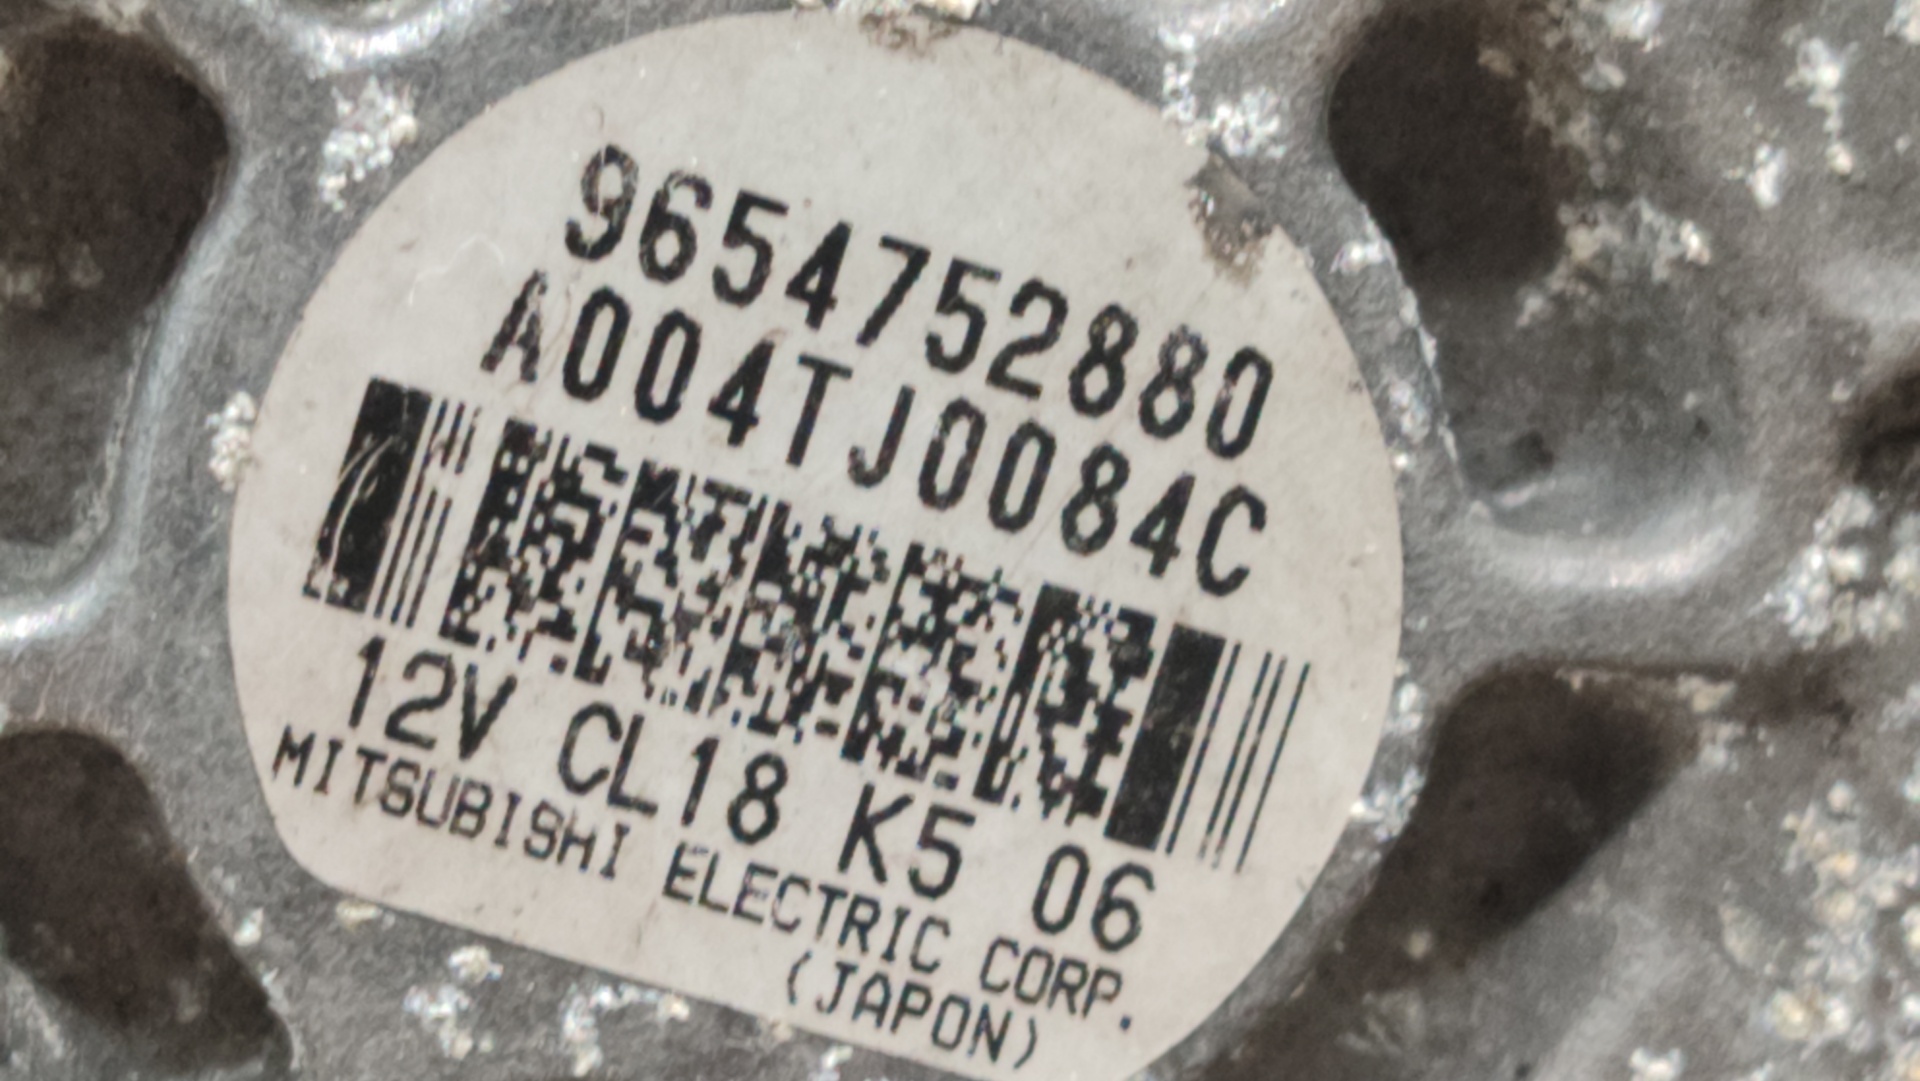 9654752880
A004TJ0084C
12V CL18 K5 06
MITSUBISHI ELECTRIC CORP.
(JAPON)